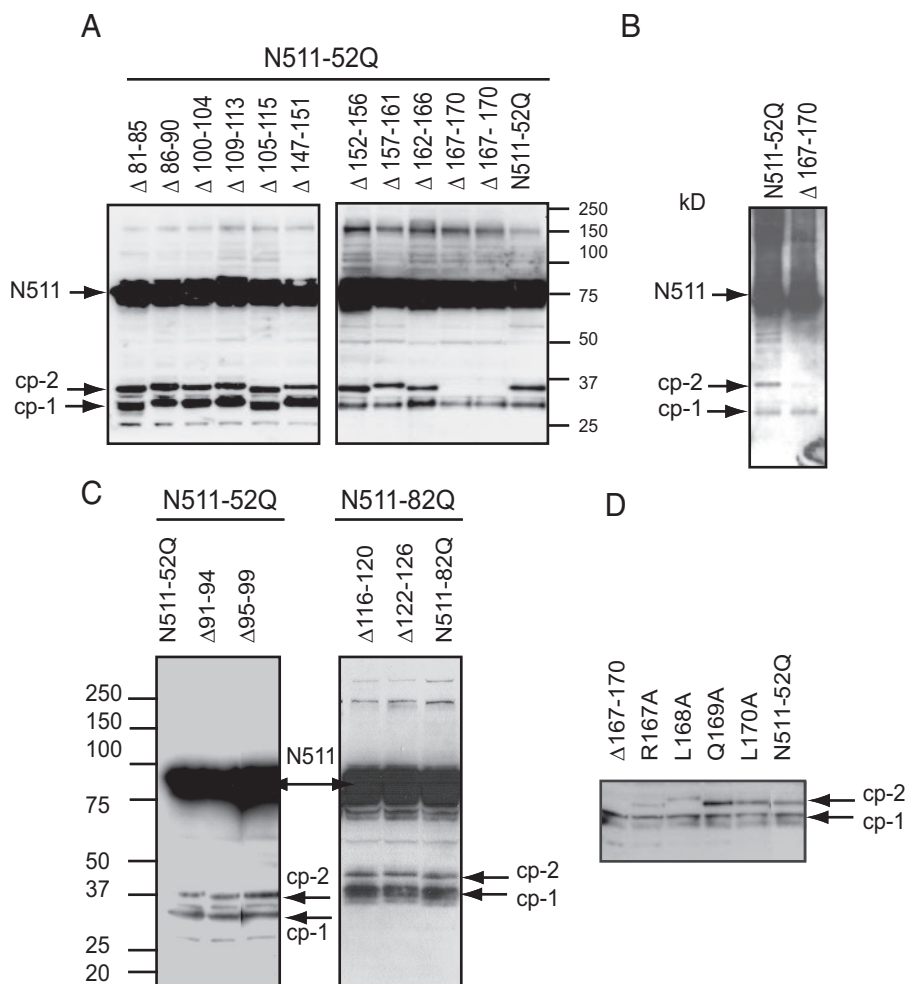 A
N511-52Q
Δ 81-85
Δ 86-90
Δ 100-104
Δ 109-113
Δ 105-115
Δ 147-151
Δ 152-156
Δ 157-161
Δ 162-166
Δ 167-170
Δ 167- 170
N511-52Q
N511
cp-2
cp-1
250
150
100
75
50
37
25
B
N511-52Q
Δ 167-170
kD
N511
cp-2
cp-1
C
N511-52Q
N511-52Q
Δ91-94
Δ95-99
N511-82Q
Δ116-120
Δ122-126
N511-82Q
250
150
100
75
50
37
25
20
N511
cp-2
cp-1
cp-2
cp-1
D
Δ167-170
R167A
L168A
Q169A
L170A
N511-52Q
cp-2
cp-1